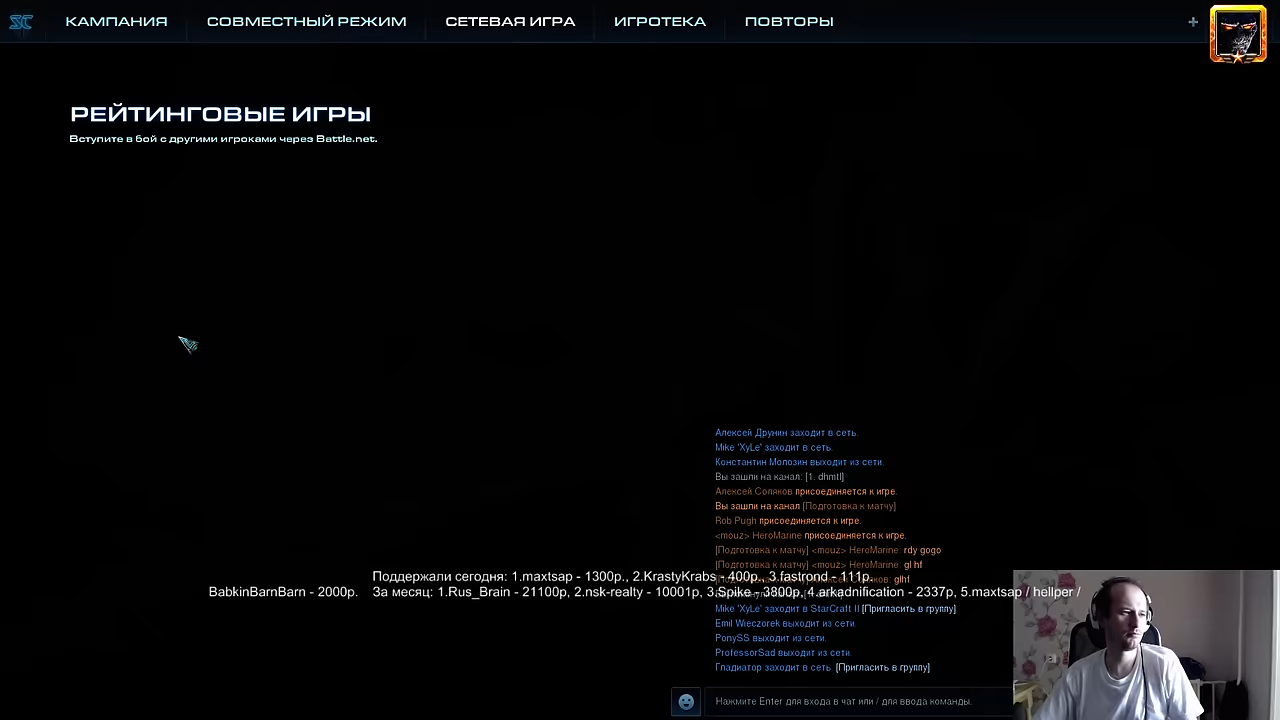 КАМПАНИЯ СОВМЕСТНЫЙ РЕЖИМ СЕТЕВАЯ ИГРА ИГРОТЕКА ПОВТОРЫ
РЕЙТИНГОВЫЕ ИГРЫ
Вступите в бой с другими игроками через Battle.net.
Алексей Друнин заходит в сеть.
Mike 'XyLe' заходит в сеть.
Константин Молозин выходит из сети.
Вы зашли на канал: [1. dhmtl]
Алексей Соляков присоединяется к игре.
Вы зашли на канал [Подготовка к матчу]
Rob Pugh присоединяется к игре.
<mouz> HeroMarine присоединяется к игре.
[Подготовка к матчу] <mouz> HeroMarine: rdy gogo
[Подготовка к матчу] <mouz> HeroMarine: gl hf
Поддержали сегодня: 1.maxtsap - 1300р., 2.KrastyKrabs - 400р., 3.fastrond - 111р.,
glhf
BabkinBarnBarn - 2000р. За месяц: 1.Rus_Brain - 21100р, 2.nsk-realty - 10001р, 3.Spike - 3800р, 4.arkadnification - 2337р, 5.maxtsap / hellper /
Mike 'XyLe' заходит в StarCraft II [Пригласить в группу]
Emil Wieczorek выходит из сети.
PonySS выходит из сети.
ProfessorSad выходит из сети.
Гладиатор заходит в сеть. [Пригласить в группу]
Нажмите Enter для входа в чат или / для ввода команды.